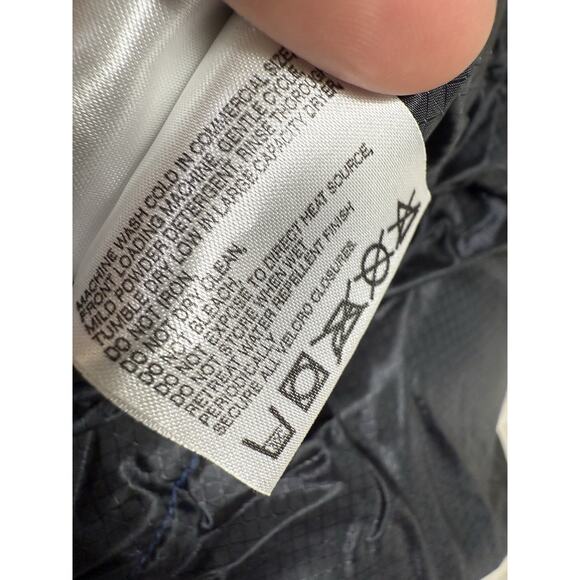 MACHINE WASH COLD IN COMMERCIAL SIZE
FRONT LOADING MACHINE, GENTLE CYCLE,
MILD POWDER DETERGENT, RINSE THOROUGH
TUMBLE DRY LOW IN LARGE CAPACITY DRYER
DO NOT IRON
DO NOT DRY CLEAN.
DO NOT BLEACH.
DO NOT EXPOSE TO DIRECT HEAT SOURCE.
DO NOT STORE WHEN WET
RETREAT WATER REPELLENT FINISH
PERIODICALLY
SECURE ALL VELCRO CLOSURES.